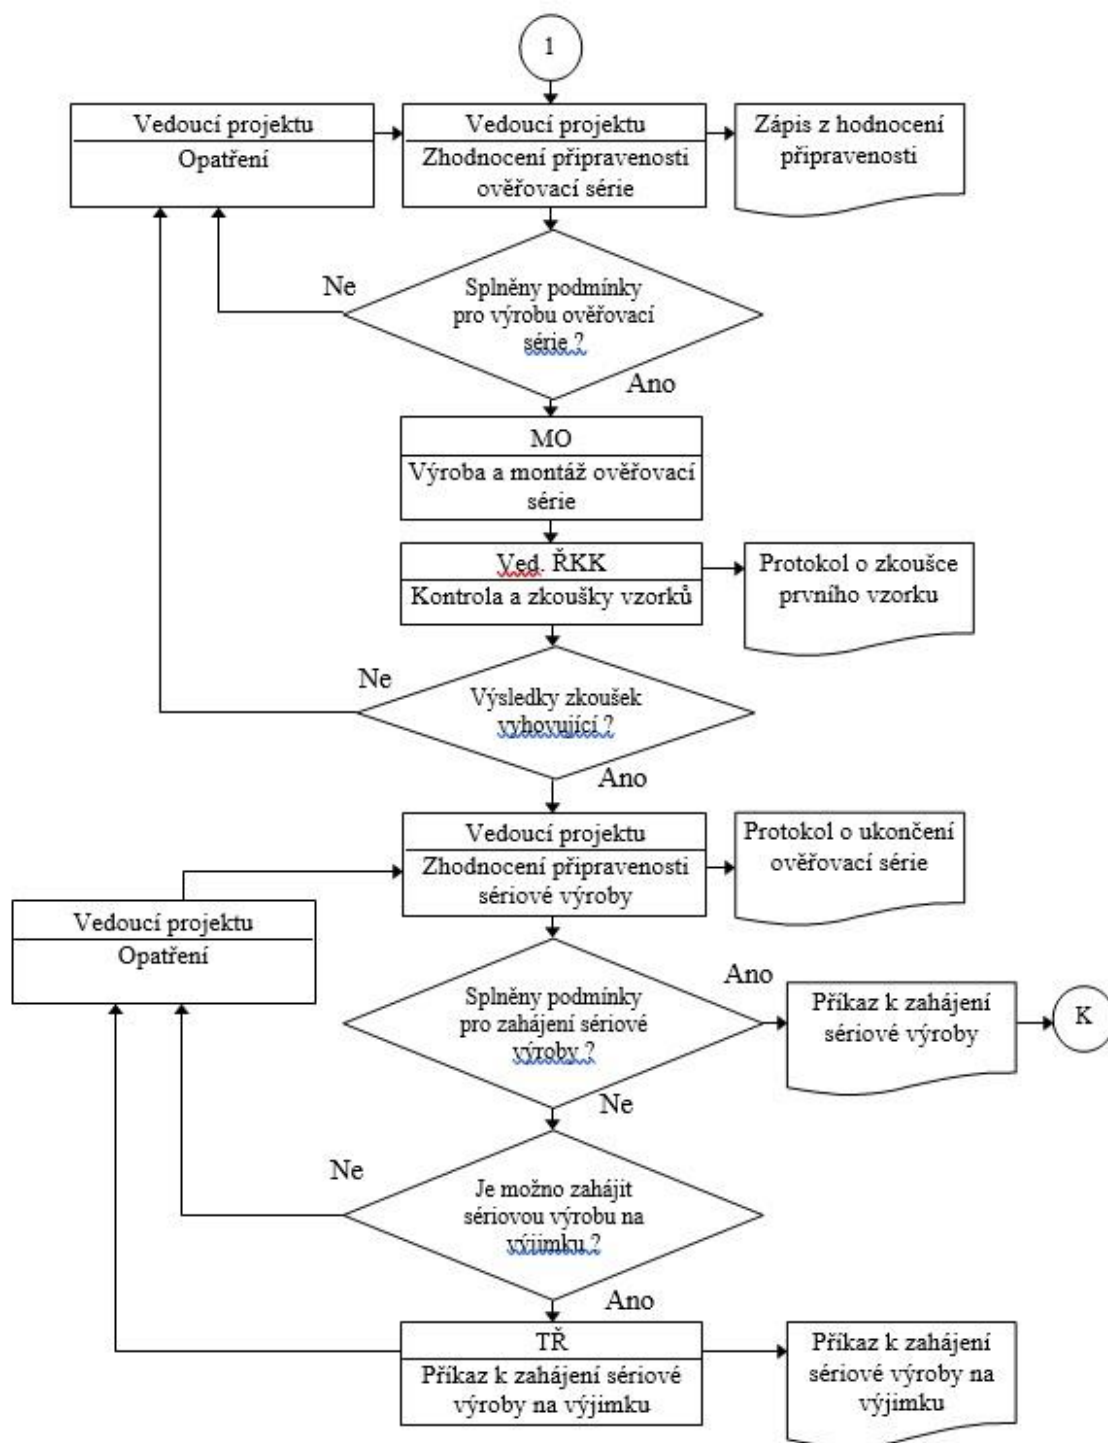 1
Vedoucí projektu
Opatření
Vedoucí projektu
Zhodnocení připravenosti
ověřovací série
Zápis z hodnocení
připravenosti
Ne
Splněny podmínky
pro výrobu ověřovací
série ?
Ano
MO
Výroba a montáž ověřovací
série
Ved. ŘKK
Kontrola a zkoušky vzorků
Protokol o zkoušce
prvního vzorku
Ne
Výsledky zkoušek
vyhovující ?
Ano
Vedoucí projektu
Zhodnocení připravenosti
sériové výroby
Protokol o ukončení
ověřovací série
Vedoucí projektu
Opatření
Splněny podmínky
pro zahájení sériové
výroby ?
Ano
Příkaz k zahájení
sériové výroby
K
Ne
Ne
Je možno zahájit
sériovou výrobu na
výjimku ?
Ano
TŘ
Příkaz k zahájení sériové
výroby na výjimku
Příkaz k zahájení
sériové výroby na
výjimku